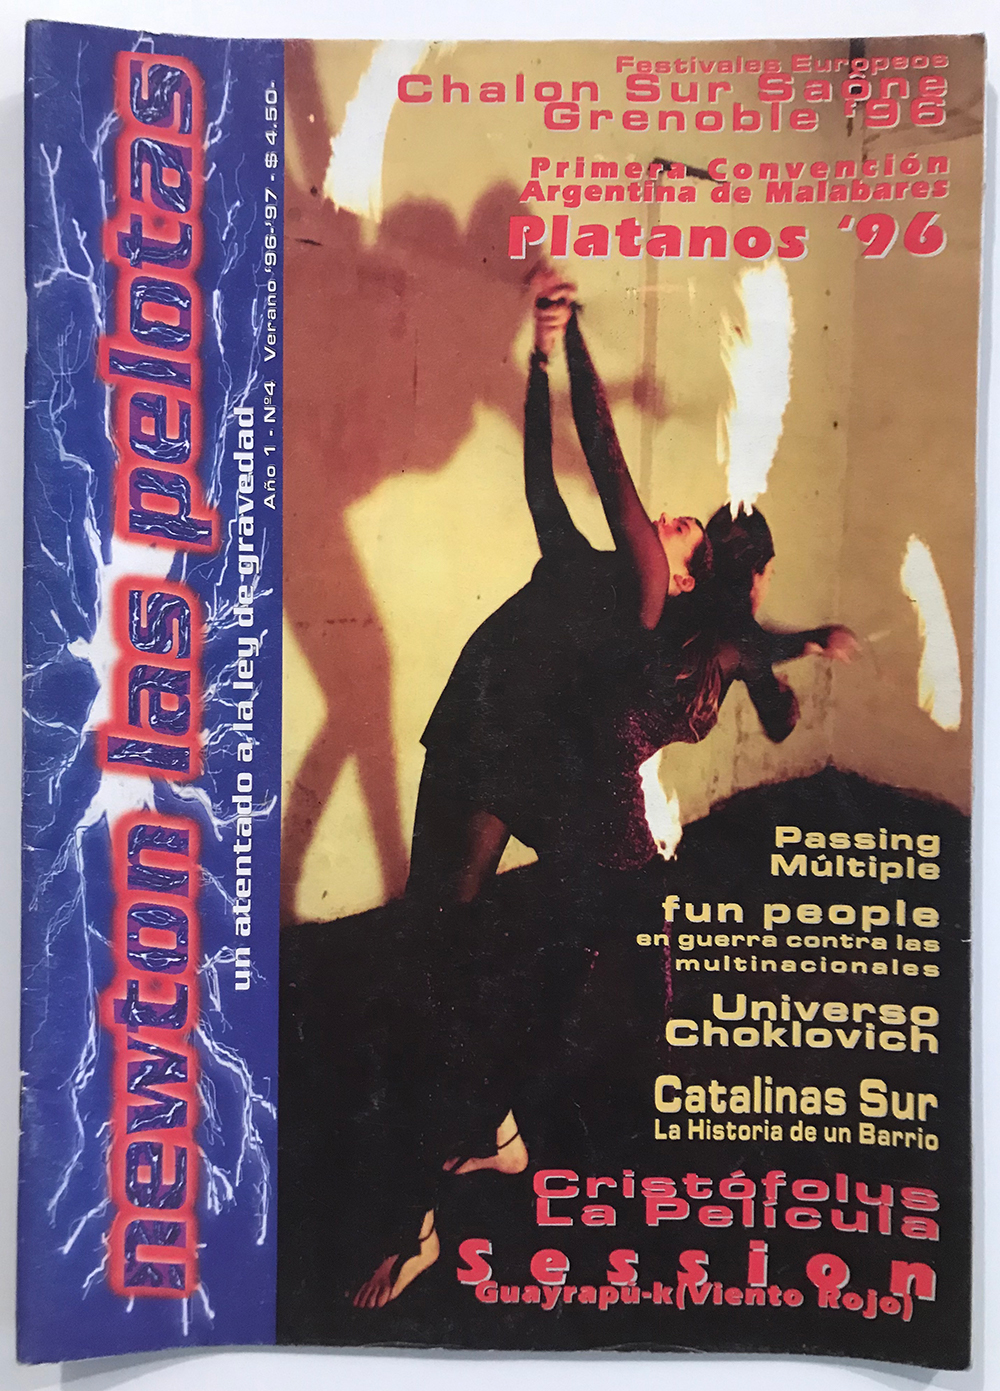 newton las pelotas
un atentado a la ley de gravedad
Año 1 - Nº4 Verano '96-'97 - $ 4.50-
Festivales Europeos
Chalon Sur Saône
Grenoble '96
Primera Convención
Argentina de Malabares
Platanos '96
Passing
Múltiple
fun people
en guerra contra las
multinacionales
Universo
Choklovich
Catalinas Sur
La Historia de un Barrio
Cristófolus
La Película
Session
Guayrapú-k(Viento Rojo)